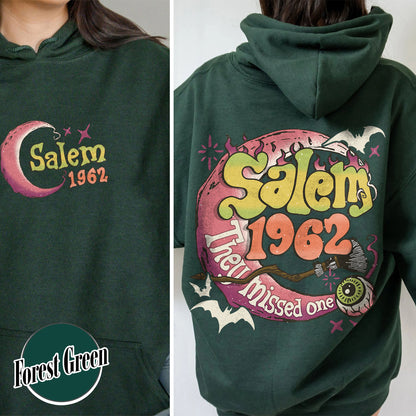 Salem
1962
Salem
1962
They missed one
Forest Green